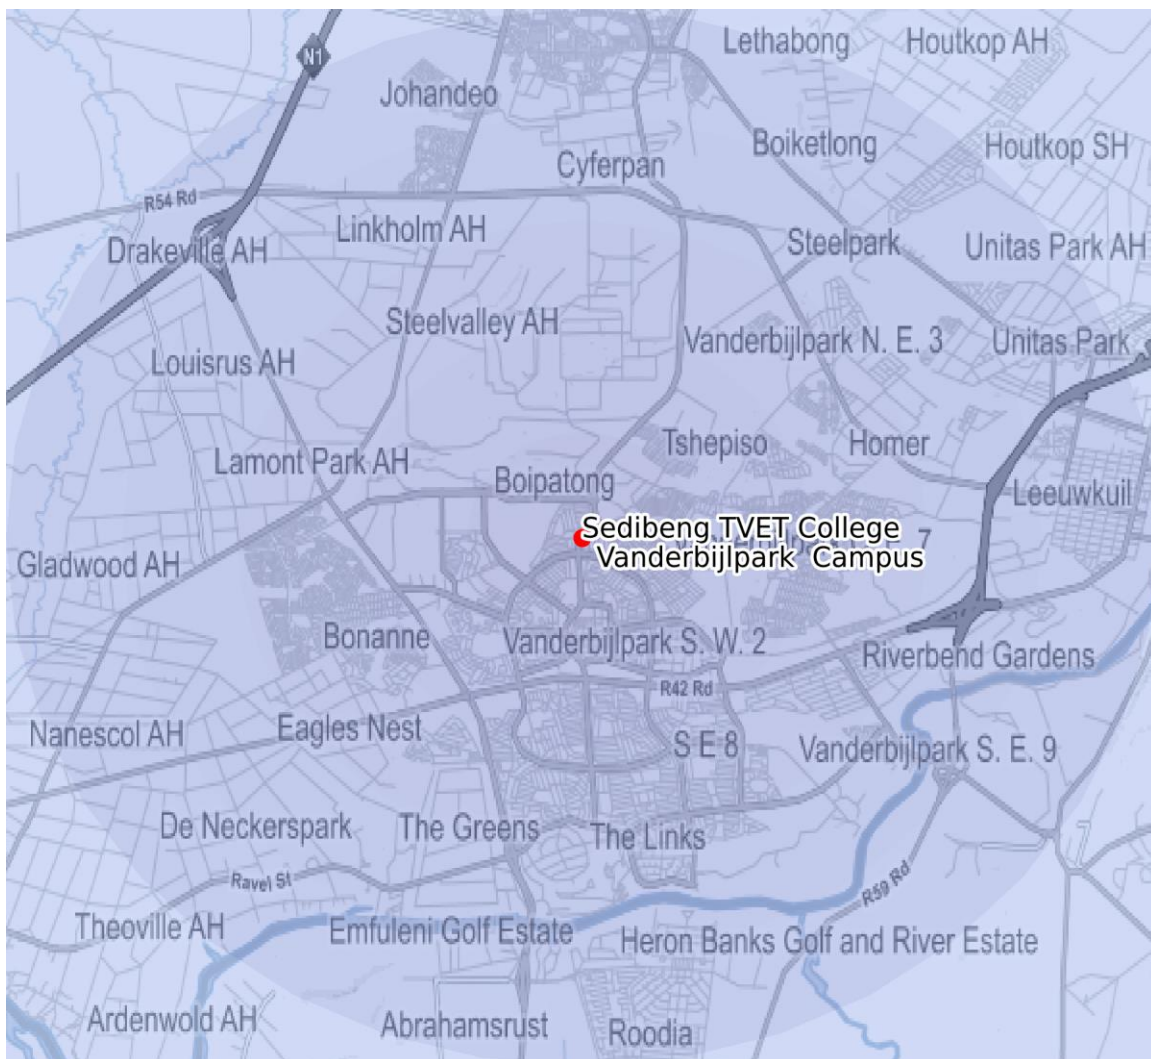 Lethabong
Houtkop AH
N1
Johandeo
Boiketlong
Houtkop SH
Cyferpan
R54 Rd
Linkholm AH
Drakeville AH
Steelpark
Unitas Park AH
Steelvalley AH
Vanderbijlpark N. E. 3
Unitas Park
Louisrus AH
Tshepiso
Homer
Lamont Park AH
Boipatong
Leeuwkuil
Sedibeng TVET College
7
Vanderbijlpark Campus
Gladwood AH
Bonanne
Vanderbijlpark S. W. 2
Riverbend Gardens
R42 Rd
Nanescol AH
Eagles Nest
S E 8
Vanderbijlpark S. E. 9
De Neckerspark
The Greens
The Links
Ravel St
R59 Rd
Theoville AH
Emfuleni Golf Estate
Heron Banks Golf and River Estate
Ardenwold AH
Abrahamsrust
Roodia